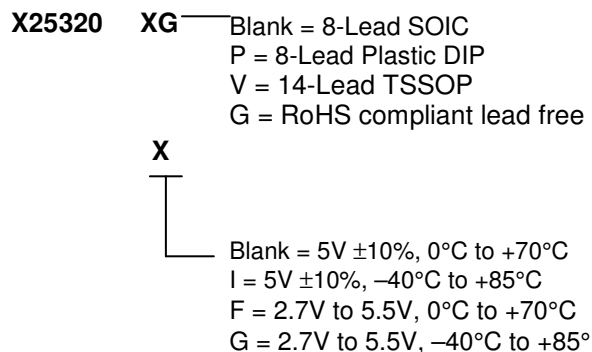 X25320 XG Blank = 8-Lead SOIC
P = 8-Lead Plastic DIP
V = 14-Lead TSSOP
G = RoHS compliant lead free
X
Blank = 5V ±10%, 0°C to +70°C
I = 5V ±10%, –40°C to +85°C
F = 2.7V to 5.5V, 0°C to +70°C
G = 2.7V to 5.5V, –40°C to +85°